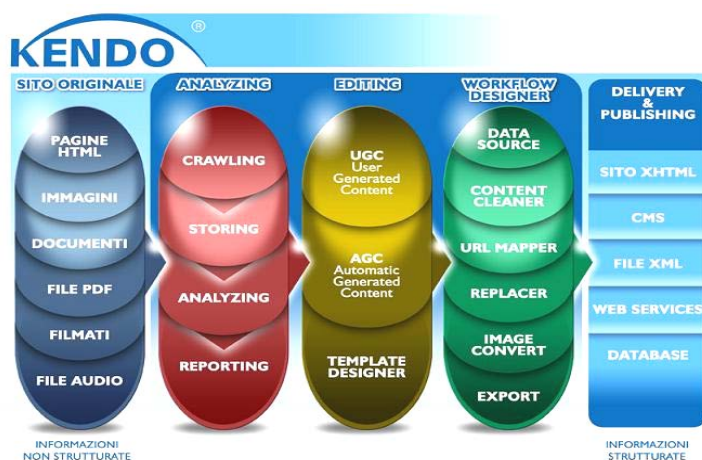 KENDO ®
SITO ORIGINALE
PAGINE
HTML
IMMAGINI
DOCUMENTI
FILE PDF
FILMATI
FILE AUDIO
INFORMAZIONI
NON STRUTTURATE
ANALYZING
CRAWLING
STORING
ANALYZING
REPORTING
EDITING
UGC
User
Generated
Content
AGC
Automatic
Generated
Content
TEMPLATE
DESIGNER
WORKFLOW
DESIGNER
DATA
SOURCE
CONTENT
CLEANER
URL MAPPER
REPLACER
IMAGE
CONVERT
EXPORT
DELIVERY
&
PUBLISHING
SITO XHTML
CMS
FILE XML
WEB SERVICES
DATABASE
INFORMAZIONI
STRUTTURATE